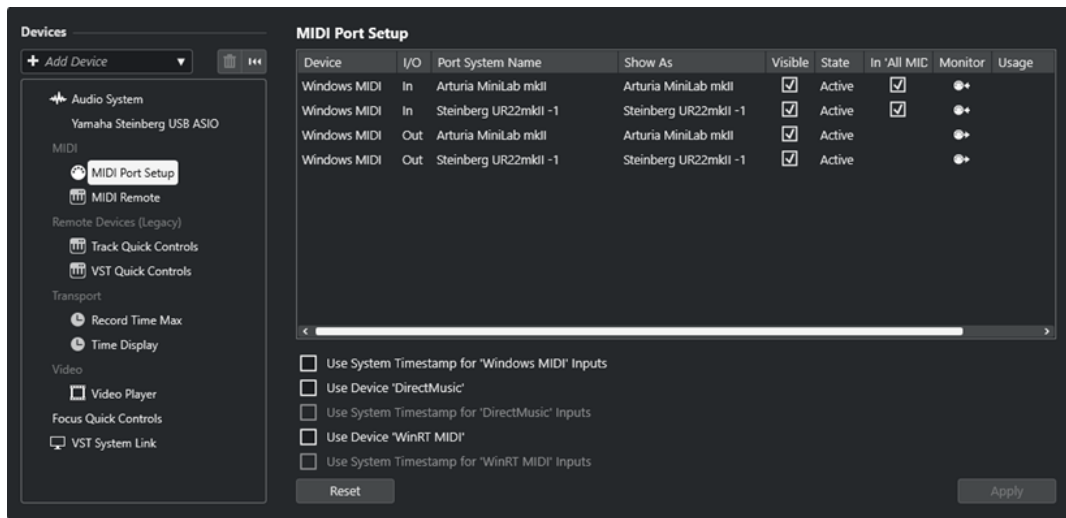 Devices
MIDI Port Setup
+ Add Device
Device I/O Port System Name Show As Visible State In 'All MIC Monitor Usage
Windows MIDI In Arturia MiniLab mkII Arturia MiniLab mkII Active
Windows MIDI In Steinberg UR22mkII -1 Steinberg UR22mkII -1 Active
Windows MIDI Out Arturia MiniLab mkII Arturia MiniLab mkII Active
Windows MIDI Out Steinberg UR22mkII -1 Steinberg UR22mkII -1 Active
Audio System
Yamaha Steinberg USB ASIO
MIDI
MIDI Port Setup
MIDI Remote
Remote Devices (Legacy)
Track Quick Controls
VST Quick Controls
Transport
Record Time Max
Time Display
Video
Video Player
Focus Quick Controls
VST System Link
Use System Timestamp for 'Windows MIDI' Inputs
Use Device 'DirectMusic'
Use System Timestamp for 'DirectMusic' Inputs
Use Device 'WinRT MIDI'
Use System Timestamp for 'WinRT MIDI' Inputs
Reset
Apply